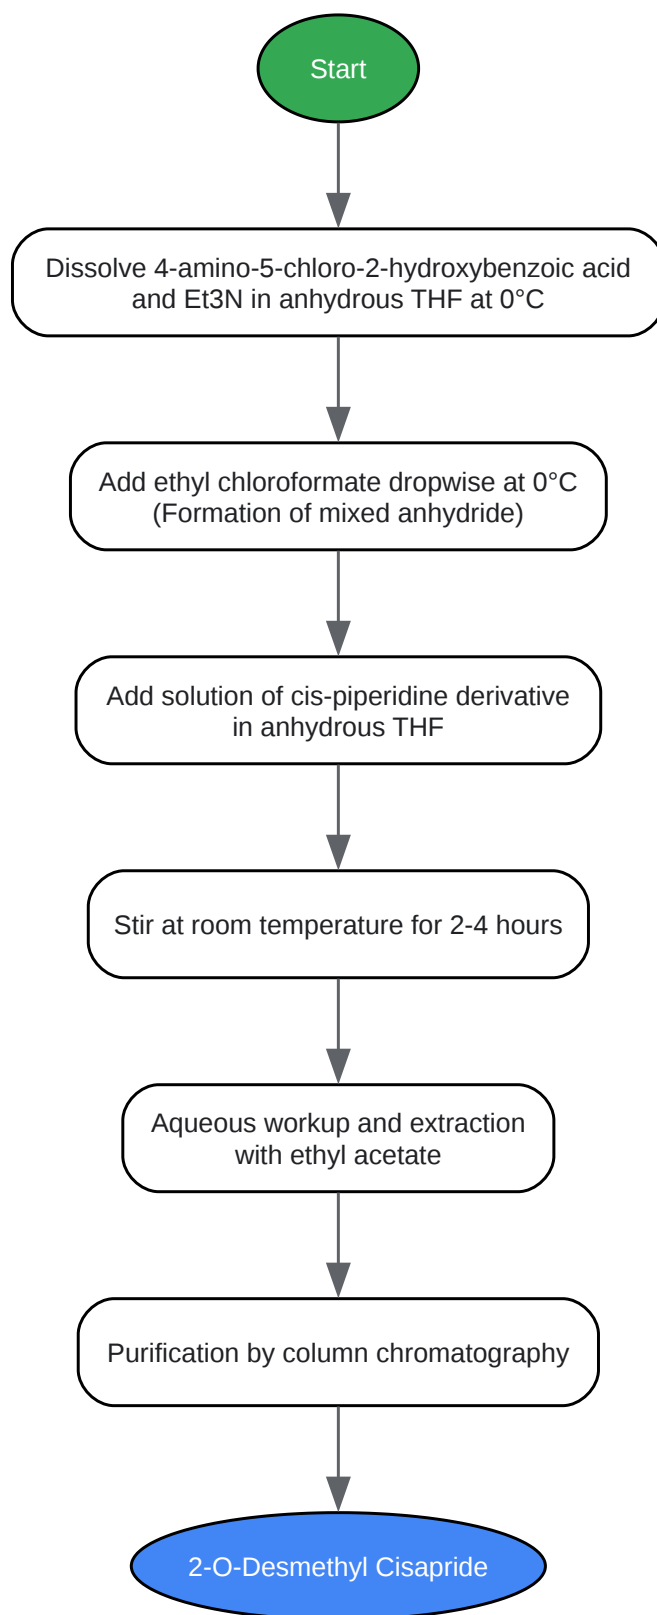 Start
Dissolve 4-amino-5-chloro-2-hydroxybenzoic acid
and Et3N in anhydrous THF at 0°C
Add ethyl chloroformate dropwise at 0°C
(Formation of mixed anhydride)
Add solution of cis-piperidine derivative
in anhydrous THF
Stir at room temperature for 2-4 hours
Aqueous workup and extraction
with ethyl acetate
Purification by column chromatography
2-O-Desmethyl Cisapride